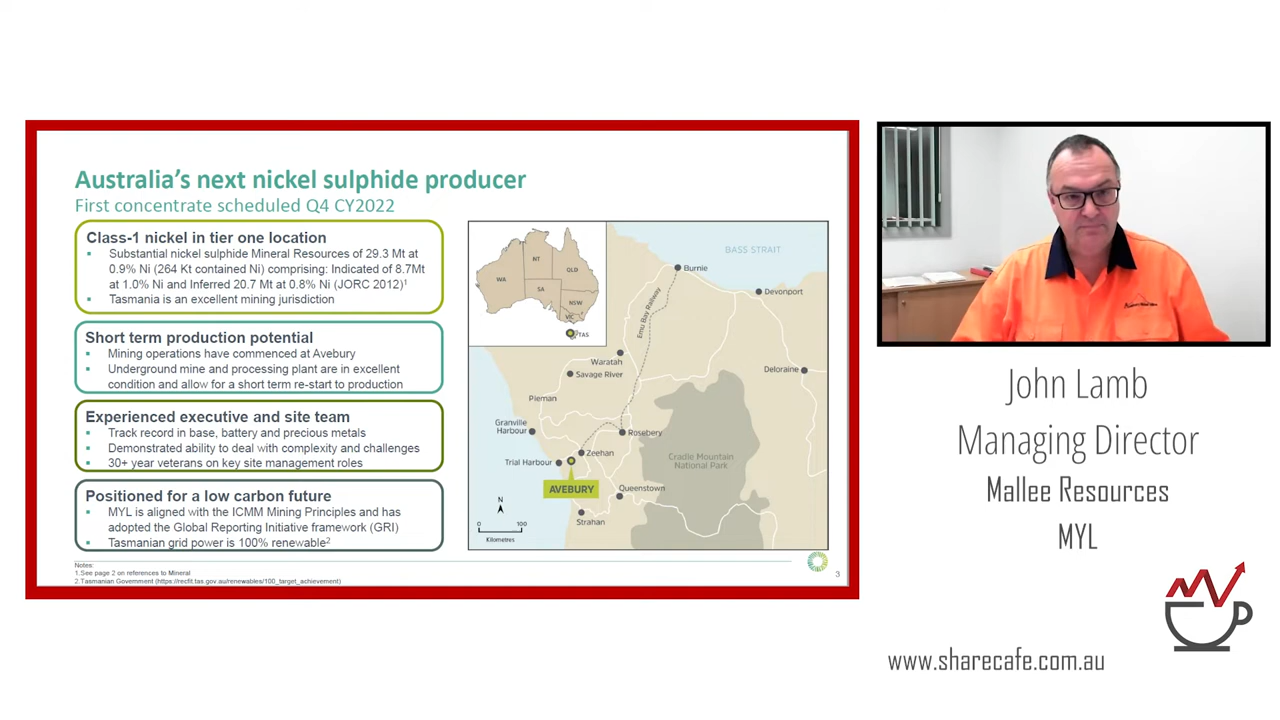 Australia's next nickel sulphide producer
First concentrate scheduled Q4 CY2022
Class-1 nickel in tier one location
Substantial nickel sulphide Mineral Resources of 29.3 Mt at
0.9% Ni (264 Kt contained Ni) comprising: Indicated of 8.7Mt
at 1.0% Ni and Inferred 20.7 Mt at 0.8% Ni (JORC 2012)¹
Tasmania is an excellent mining jurisdiction
Short term production potential
Mining operations have commenced at Avebury
Underground mine and processing plant are in excellent
condition and allow for a short term re-start to production
Experienced executive and site team
Track record in base, battery and precious metals
Demonstrated ability to deal with complexity and challenges
30+ year veterans on key site management roles
Positioned for a low carbon future
MYL is aligned with the ICMM Mining Principles and has
adopted the Global Reporting Initiative framework (GRI)
Tasmanian grid power is 100% renewable²
Notes:
1.See page 2 on references to Mineral
2.Tasmanian Government (https://recfit.tas.gov.au/renewables/100_target_achievement)
3
WA
NT
QLD
SA
NSW
VIC
TAS
BASS STRAIT
Burnie
Devonport
Emu Bay Railway
Waratah
Savage River
Deloraine
Pieman
Granville
Harbour
Rosebery
Zeehan
Trial Harbour
Cradle Mountain
National Park
AVEBURY
Queenstown
Strahan
N
0 100
Kilometres
John Lamb
Managing Director
Mallee Resources
MYL
www.sharecafe.com.au